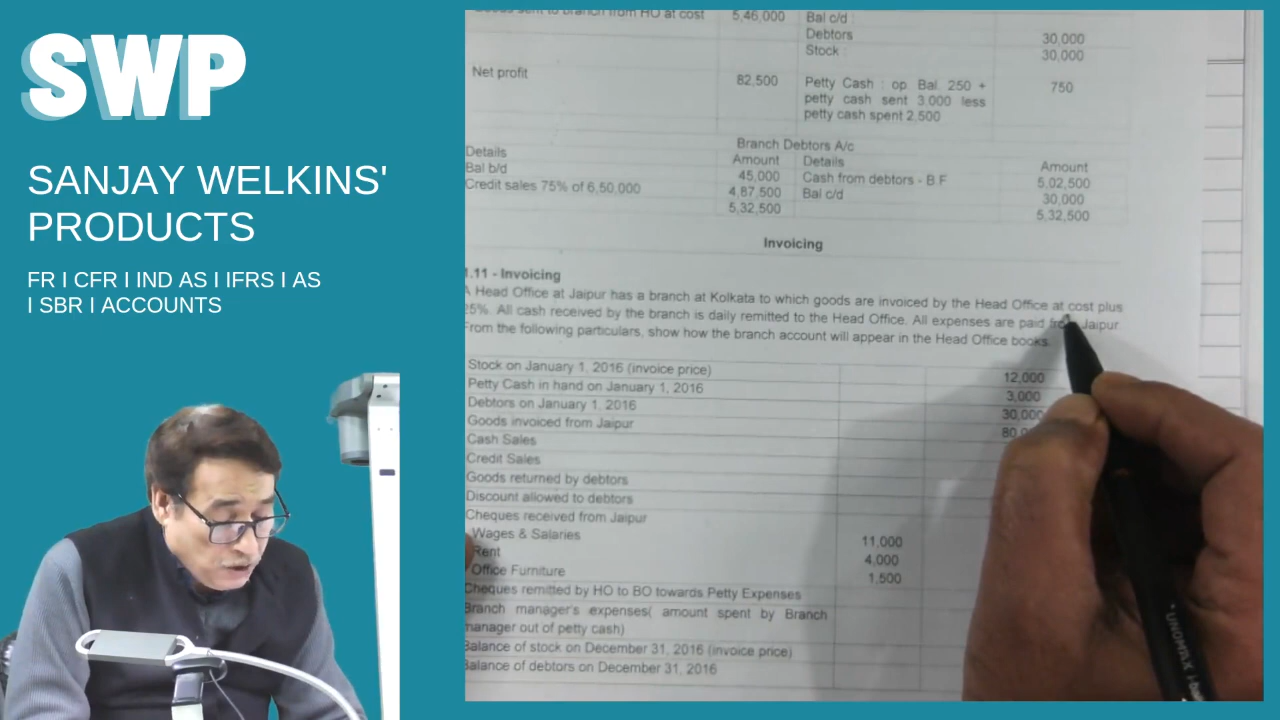 SWP
SANJAY WELKINS'
PRODUCTS
FR I CFR I IND AS I IFRS I AS
I SBR I ACCOUNTS
sent to branch from HO at cost 5,46,000 Bal c/d :
Debtors 30,000
Stock : 30,000
Net profit 82,500 Petty Cash : op Bal. 250 + 750
petty cash sent 3,000 less
petty cash spent 2,500
Branch Debtors A/c
Details Amount Details Amount
Bal b/d 45,000 Cash from debtors - B.F 5,02,500
Credit sales 75% of 6,50,000 4,87,500 Bal c/d 30,000
5,32,500 5,32,500
Invoicing
1.11 - Invoicing
A Head Office at Jaipur has a branch at Kolkata to which goods are invoiced by the Head Office at cost plus
25%. All cash received by the branch is daily remitted to the Head Office. All expenses are paid from Jaipur.
From the following particulars, show how the branch account will appear in the Head Office books.
Stock on January 1, 2016 (invoice price) 12,000
Petty Cash in hand on January 1, 2016 3,000
Debtors on January 1, 2016 30,000
Goods invoiced from Jaipur
Cash Sales
Credit Sales
Goods returned by debtors
Discount allowed to debtors
Cheques received from Jaipur
Wages & Salaries 11,000
Rent 4,000
Office Furniture 1,500
Cheques remitted by HO to BO towards Petty Expenses
Branch manager's expenses( amount spent by Branch
manager out of petty cash)
Balance of stock on December 31, 2016 (invoice price)
Balance of debtors on December 31, 2016
UNOMAX